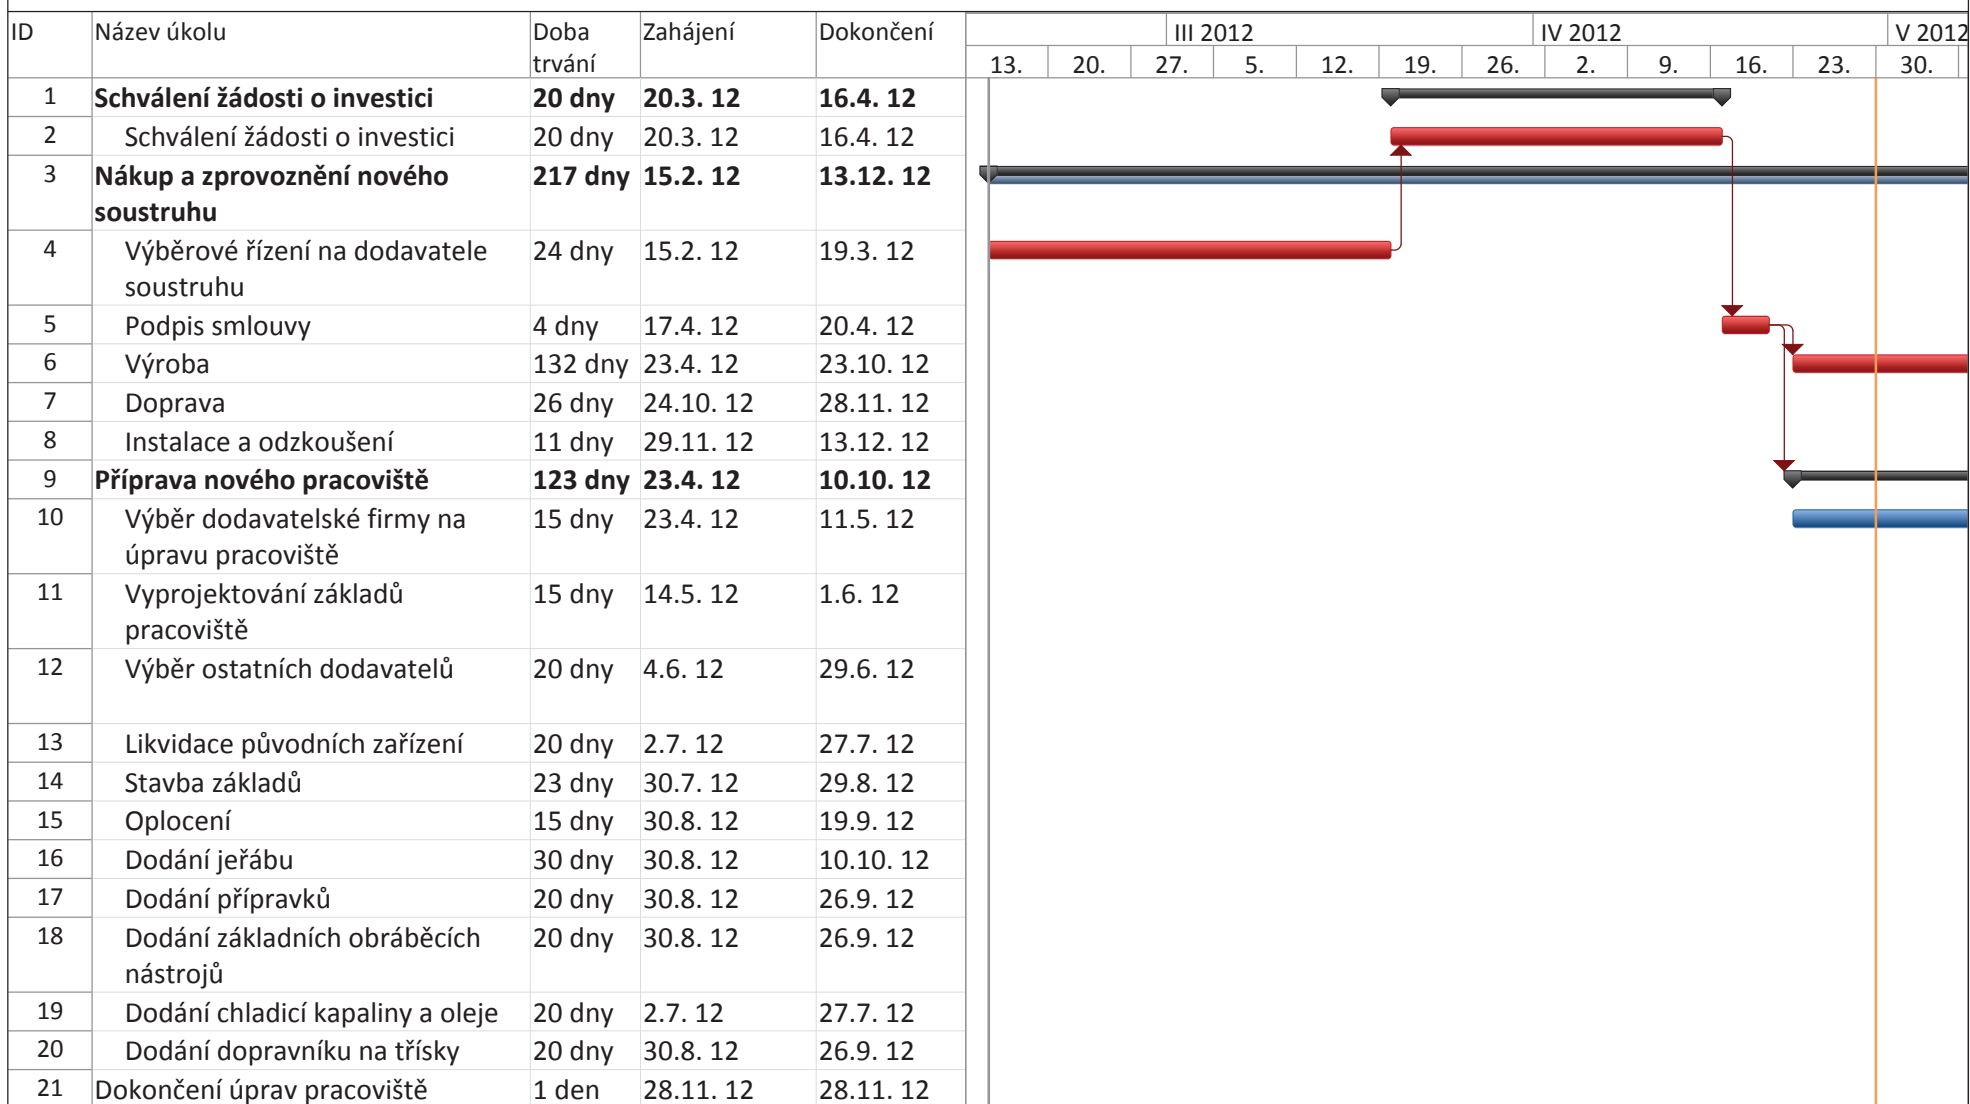 ID Název úkolu Doba trvání Zahájení Dokončení III 2012 IV 2012 V 2012
13. 20. 27. 5. 12. 19. 26. 2. 9. 16. 23. 30.
1 Schválení žádosti o investici 20 dny 20.3. 12 16.4. 12
2 Schválení žádosti o investici 20 dny 20.3. 12 16.4. 12
3 Nákup a zprovoznění nového 217 dny 15.2. 12 13.12. 12
soustruhu
4 Výběrové řízení na dodavatele 24 dny 15.2. 12 19.3. 12
soustruhu
5 Podpis smlouvy 4 dny 17.4. 12 20.4. 12
6 Výroba 132 dny 23.4. 12 23.10. 12
7 Doprava 26 dny 24.10. 12 28.11. 12
8 Instalace a odzkoušení 11 dny 29.11. 12 13.12. 12
9 Příprava nového pracoviště 123 dny 23.4. 12 10.10. 12
10 Výběr dodavatelské firmy na 15 dny 23.4. 12 11.5. 12
úpravu pracoviště
11 Vyprojektování základů 15 dny 14.5. 12 1.6. 12
pracoviště
12 Výběr ostatních dodavatelů 20 dny 4.6. 12 29.6. 12
13 Likvidace původních zařízení 20 dny 2.7. 12 27.7. 12
14 Stavba základů 23 dny 30.7. 12 29.8. 12
15 Oplocení 15 dny 30.8. 12 19.9. 12
16 Dodání jeřábu 30 dny 30.8. 12 10.10. 12
17 Dodání přípravků 20 dny 30.8. 12 26.9. 12
18 Dodání základních obráběcích 20 dny 30.8. 12 26.9. 12
nástrojů
19 Dodání chladicí kapaliny a oleje 20 dny 2.7. 12 27.7. 12
20 Dodání dopravníku na třísky 20 dny 30.8. 12 26.9. 12
21 Dokončení úprav pracoviště 1 den 28.11. 12 28.11. 12